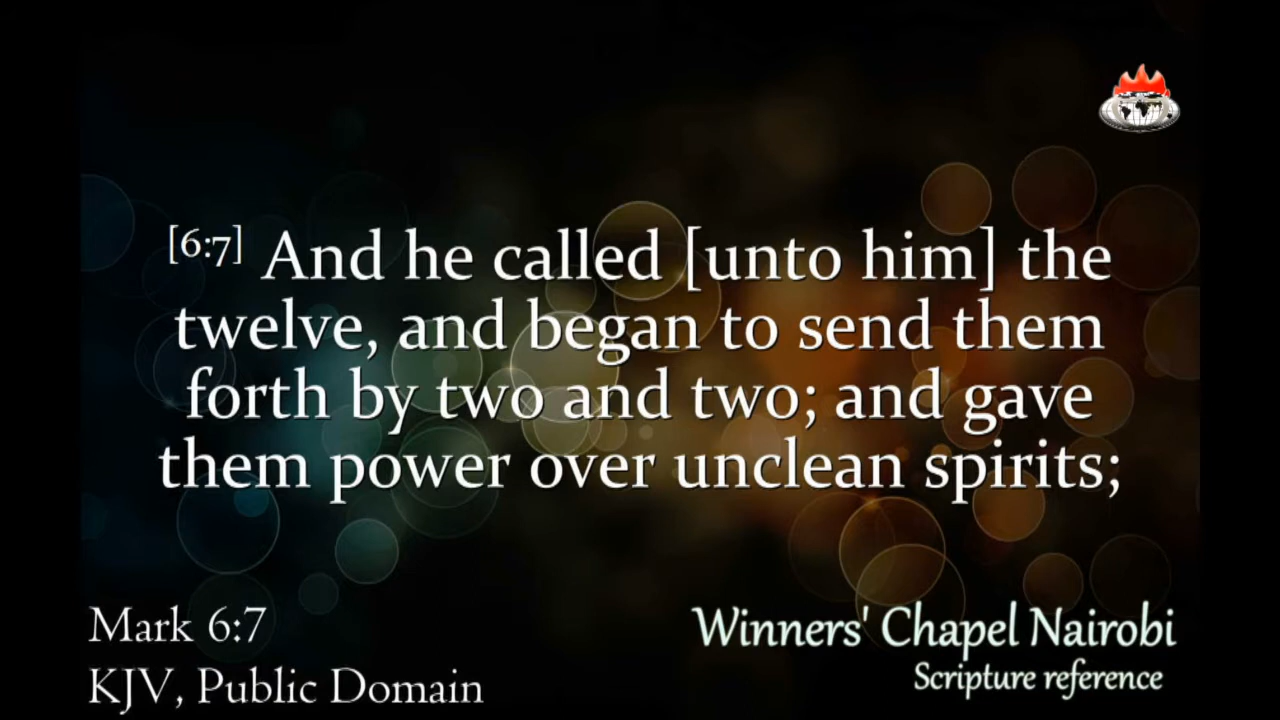 [6:7] And he called [unto him] the
twelve, and began to send them
forth by two and two; and gave
them power over unclean spirits;
Mark 6:7
KJV, Public Domain
Winners' Chapel Nairobi
Scripture reference